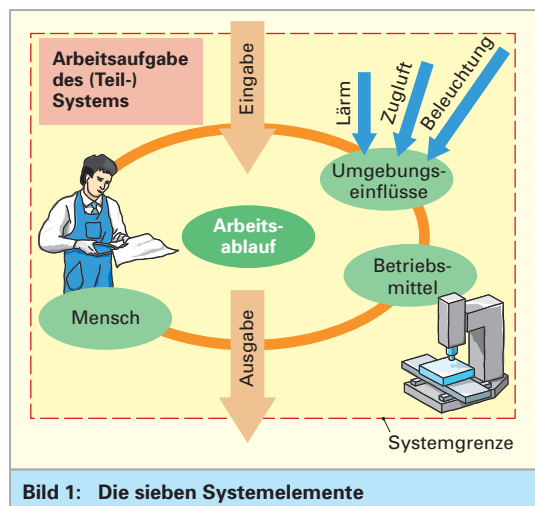 Arbeitsaufgabe
des (Teil-)
Systems
Eingabe
Lärm
Zugluft
Beleuchtung
Umgebungs-
einflüsse
Arbeits-
ablauf
Betriebs-
mittel
Mensch
Ausgabe
Systemgrenze
Bild 1: Die sieben Systemelemente